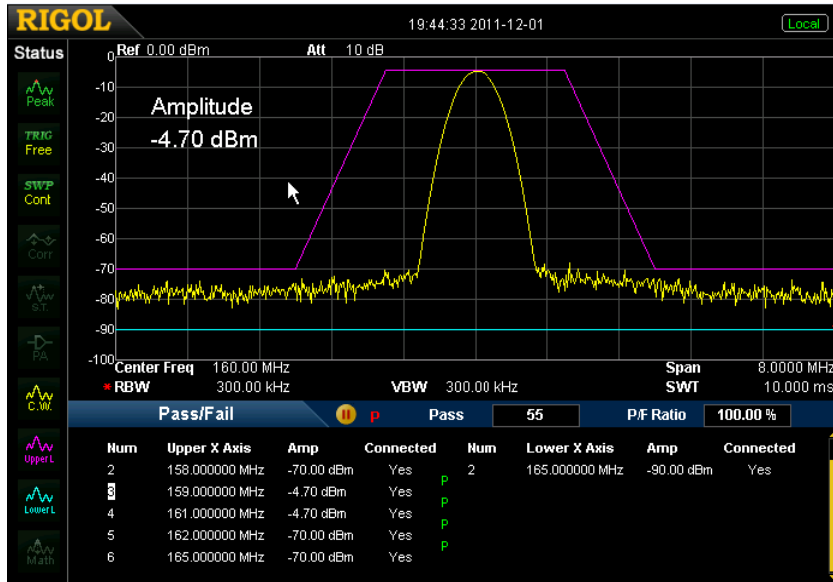 RIGOL 19:44:33 2011-12-01 Local
Status
Ref 0.00 dBm Att 10 dB
0
-10
-20
-30
-40
-50
-60
-70
-80
-90
-100
Amplitude
-4.70 dBm
Peak
TRIG
Free
SWP
Cont
Corr
S.T.
PA
C.W.
Upper L
Lower L
Math
Center Freq 160.00 MHz Span 8.0000 MHz
* RBW 300.00 kHz VBW 300.00 kHz SWT 10.000 ms
Pass/Fail p Pass 55 P/F Ratio 100.00 %
Num Upper X Axis Amp Connected Num Lower X Axis Amp Connected
2 158.000000 MHz -70.00 dBm Yes P 2 165.000000 MHz -90.00 dBm Yes
3 159.000000 MHz -4.70 dBm Yes P
4 161.000000 MHz -4.70 dBm Yes P
5 162.000000 MHz -70.00 dBm Yes P
6 165.000000 MHz -70.00 dBm Yes